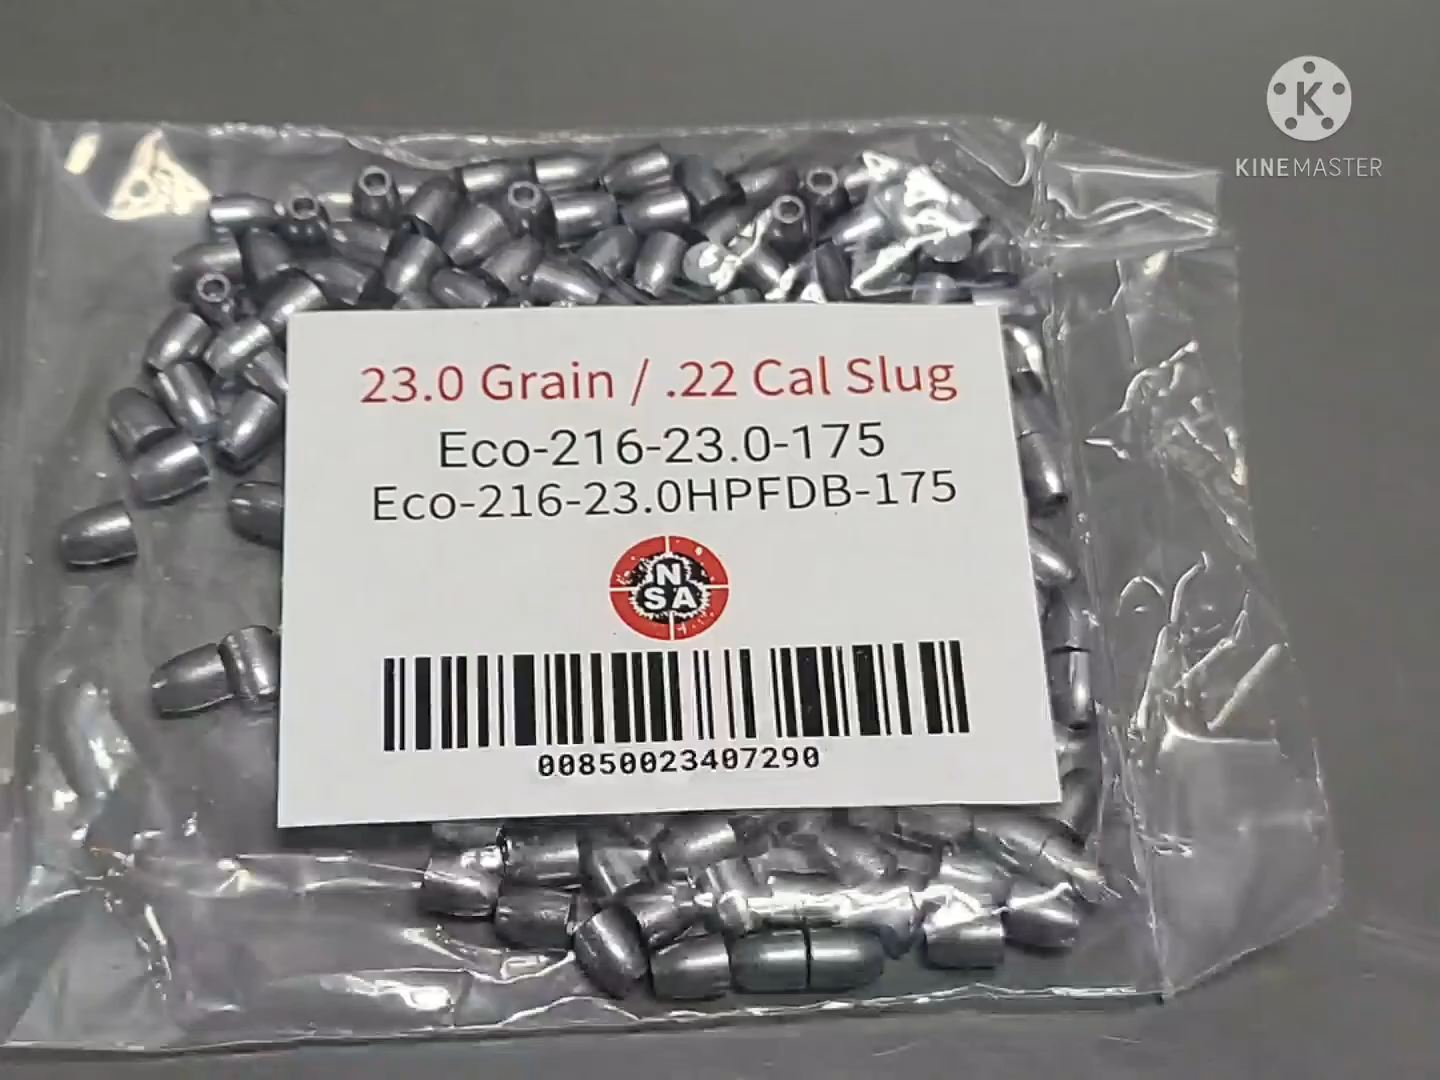 K
KINEMASTER
23.0 Grain / .22 Cal Slug
Eco-216-23.0-175
Eco-216-23.0HPFDB-175
N
SA
00850023407290